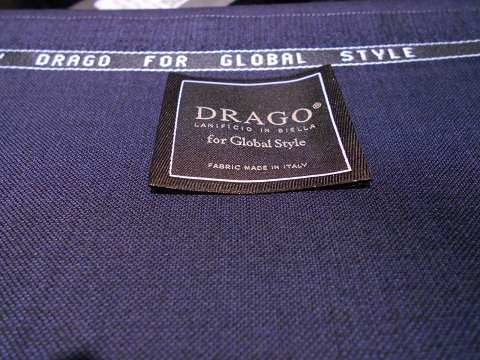 DRAGO FOR GLOBAL STYLE
DRAGO®
LANIFICIO IN BIELLA
for Global Style
FABRIC MADE IN ITALY